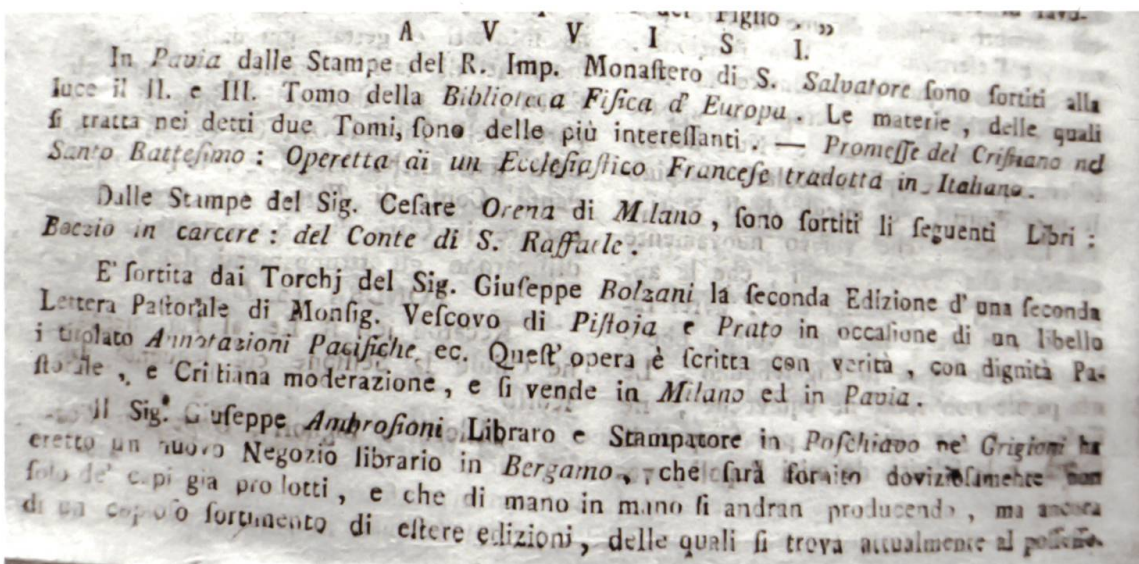 del Figlio . „
A V V I S I.
In Pavia dalle Stampe del R. Imp. Monaſtero di S. Salvatore ſono ſortiti alla
luce il II. e III. Tomo della Biblioteca Fiſica d' Europa. Le materie, delle quali
ſi tratta nei detti due Tomi, ſono delle più intereſſanti. — Promeſſe del Criſtiano nel
Santo Batteſimo : Operetta di un Eccleſiaſtico Franceſe tradotta in Italiano.
Dalle Stampe del Sig. Ceſare Orena di Milano, ſono ſortiti li ſeguenti Libri :
Boezio in carcere : del Conte di S. Raffaele.
E' ſortita dai Torchj del Sig. Giuſeppe Bolzani la ſeconda Edizione d' una ſeconda
Lettera Paſtorale di Monſig. Veſcovo di Piſtoja e Prato in occaſione di un libello
i titolato Annotazioni Pacifiche, ec. Queſt' opera è ſcritta con verità, con dignità Pa-
ſtorale, e Criſtiana moderazione, e ſi vende in Milano ed in Pavia.
Il Sig. Giuſeppe Ambroſioni Libraro e Stampatore in Poſchiavo ne' Grigioni ha
eretto un nuovo Negozio librario in Bergamo, che ſarà fornito dovizioſamente non
ſolo de' capi già prodotti, e che di mano in mano ſi andran producendo, ma ancora
di un copioſo ſortimento di eſtere edizioni, delle quali ſi trova attualmente al poſſeſſo-